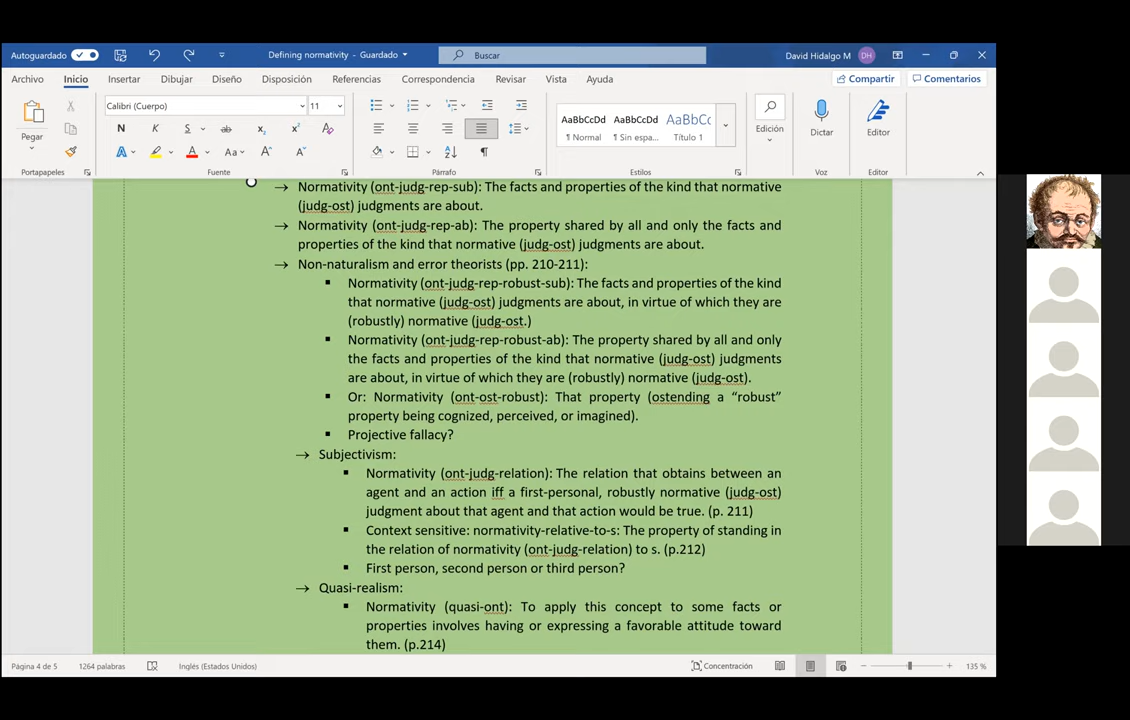 Autoguardado
Defining normativity - Guardado
Buscar
David Hidalgo M
DH
Archivo
Inicio
Insertar
Dibujar
Diseño
Disposición
Referencias
Correspondencia
Revisar
Vista
Ayuda
Compartir
Comentarios
Pegar
Calibri (Cuerpo)
11
N K S ab x₂ x²
A A Aa A A
AaBbCcDd AaBbCcDd AaBbCc
¶ Normal ¶ Sin espa... Título 1
Edición
Dictar
Editor
Portapapeles
Fuente
Párrafo
Estilos
Voz
Editor
→ Normativity (ont-judg-rep-sub): The facts and properties of the kind that normative
(judg-ost) judgments are about.
→ Normativity (ont-judg-rep-ab): The property shared by all and only the facts and
properties of the kind that normative (judg-ost) judgments are about.
→ Non-naturalism and error theorists (pp. 210-211):
▪ Normativity (ont-judg-rep-robust-sub): The facts and properties of the kind
that normative (judg-ost) judgments are about, in virtue of which they are
(robustly) normative (judg-ost.)
▪ Normativity (ont-judg-rep-robust-ab): The property shared by all and only
the facts and properties of the kind that normative (judg-ost) judgments
are about, in virtue of which they are (robustly) normative (judg-ost).
▪ Or: Normativity (ont-ost-robust): That property (ostending a “robust”
property being cognized, perceived, or imagined).
▪ Projective fallacy?
→ Subjectivism:
▪ Normativity (ont-judg-relation): The relation that obtains between an
agent and an action iff a first-personal, robustly normative (judg-ost)
judgment about that agent and that action would be true. (p. 211)
▪ Context sensitive: normativity-relative-to-s: The property of standing in
the relation of normativity (ont-judg-relation) to s. (p.212)
▪ First person, second person or third person?
→ Quasi-realism:
▪ Normativity (quasi-ont): To apply this concept to some facts or
properties involves having or expressing a favorable attitude toward
them. (p.214)
Página 4 de 5
1264 palabras
Inglés (Estados Unidos)
Concentración
135 %